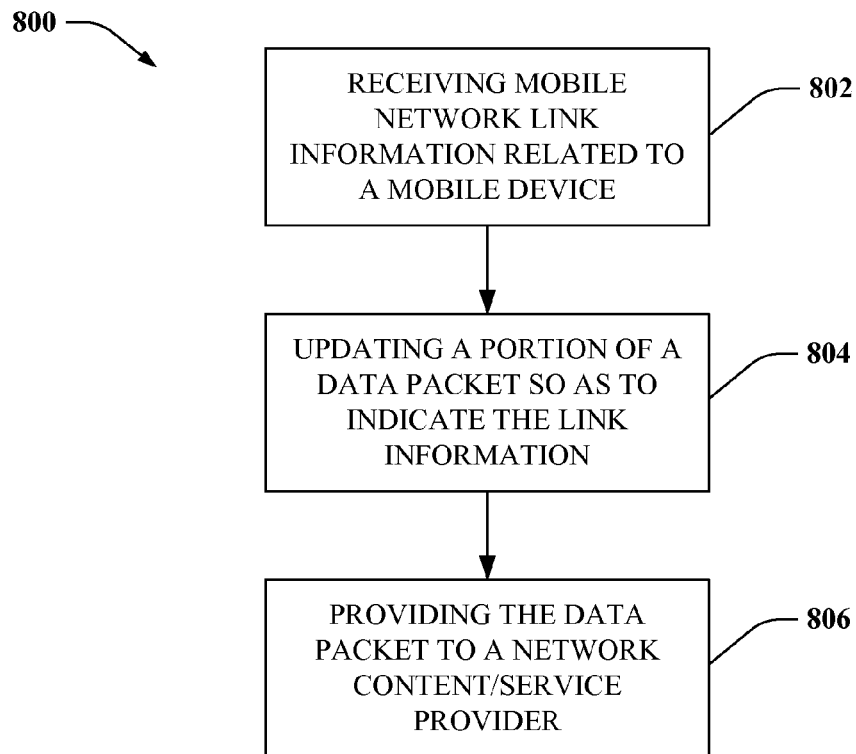 800
RECEIVING MOBILE
NETWORK LINK
INFORMATION RELATED TO
A MOBILE DEVICE
802
UPDATING A PORTION OF A
DATA PACKET SO AS TO
INDICATE THE LINK
INFORMATION
804
PROVIDING THE DATA
PACKET TO A NETWORK
CONTENT/SERVICE
PROVIDER
806